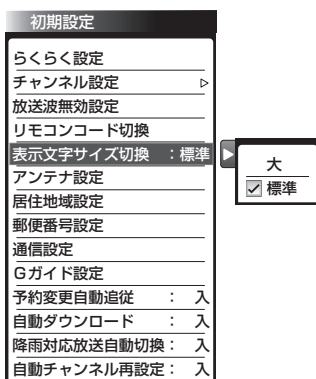 初期設定
らくらく設定
チャンネル設定 ▷
放送波無効設定
リモコンコード切換
表示文字サイズ切換 : 標準
アンテナ設定
居住地域設定
郵便番号設定
通信設定
Gガイド設定
予約変更自動追従 : 入
自動ダウンロード : 入
降雨対応放送自動切換 : 入
自動チャンネル再設定 : 入
大
標準